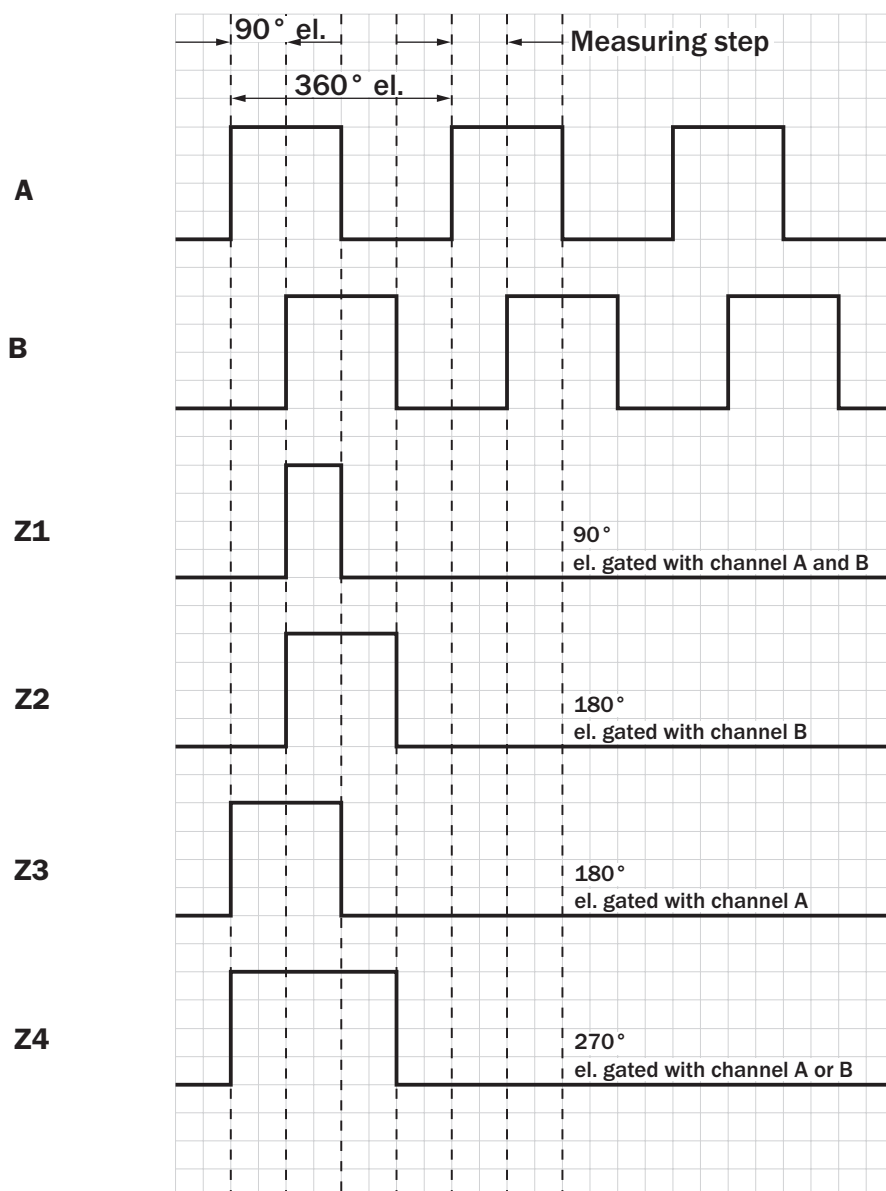 90° el.
Measuring step
360° el.
A
B
Z1
90°
el. gated with channel A and B
Z2
180°
el. gated with channel B
Z3
180°
el. gated with channel A
Z4
270°
el. gated with channel A or B